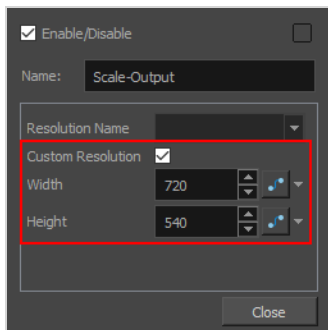 Enable/Disable
Name: Scale-Output
Resolution Name
Custom Resolution
Width 720
Height 540
Close